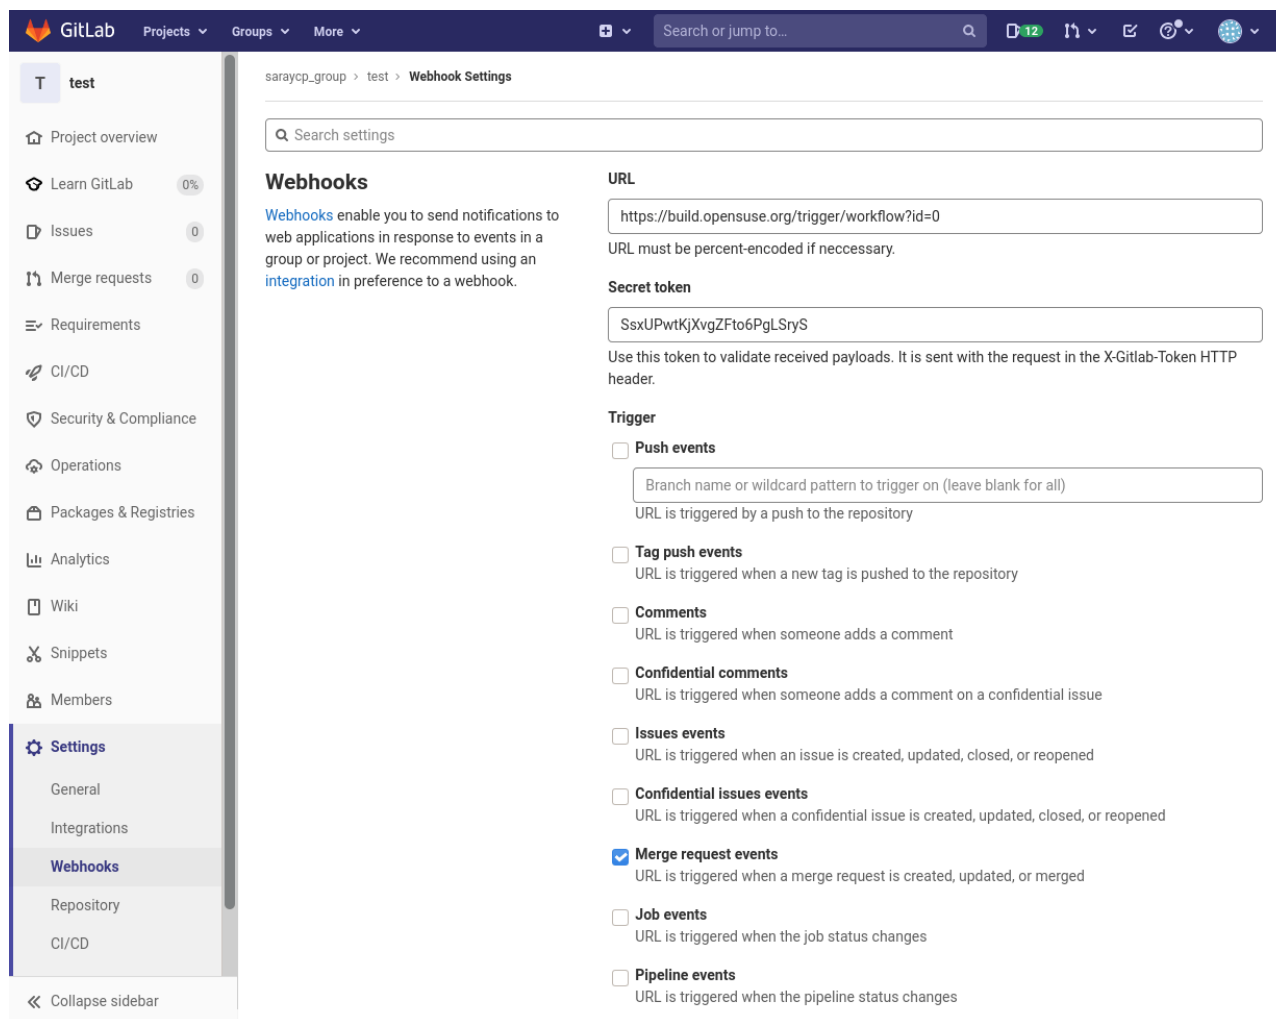 GitLab Projects Groups More Search or jump to... 12
T test
saraycp_group > test > Webhook Settings
Search settings
Project overview
Learn GitLab 0%
Issues 0
Merge requests 0
Requirements
CI/CD
Security & Compliance
Operations
Packages & Registries
Analytics
Wiki
Snippets
Members
Settings
General
Integrations
Webhooks
Repository
CI/CD
Collapse sidebar
Webhooks
Webhooks enable you to send notifications to
web applications in response to events in a
group or project. We recommend using an
integration in preference to a webhook.
URL
https://build.opensuse.org/trigger/workflow?id=0
URL must be percent-encoded if neccessary.
Secret token
SsxUPwtKjXvgZFto6PgLSryS
Use this token to validate received payloads. It is sent with the request in the X-Gitlab-Token HTTP
header.
Trigger
Push events
Branch name or wildcard pattern to trigger on (leave blank for all)
URL is triggered by a push to the repository
Tag push events
URL is triggered when a new tag is pushed to the repository
Comments
URL is triggered when someone adds a comment
Confidential comments
URL is triggered when someone adds a comment on a confidential issue
Issues events
URL is triggered when an issue is created, updated, closed, or reopened
Confidential issues events
URL is triggered when a confidential issue is created, updated, closed, or reopened
Merge request events
URL is triggered when a merge request is created, updated, or merged
Job events
URL is triggered when the job status changes
Pipeline events
URL is triggered when the pipeline status changes